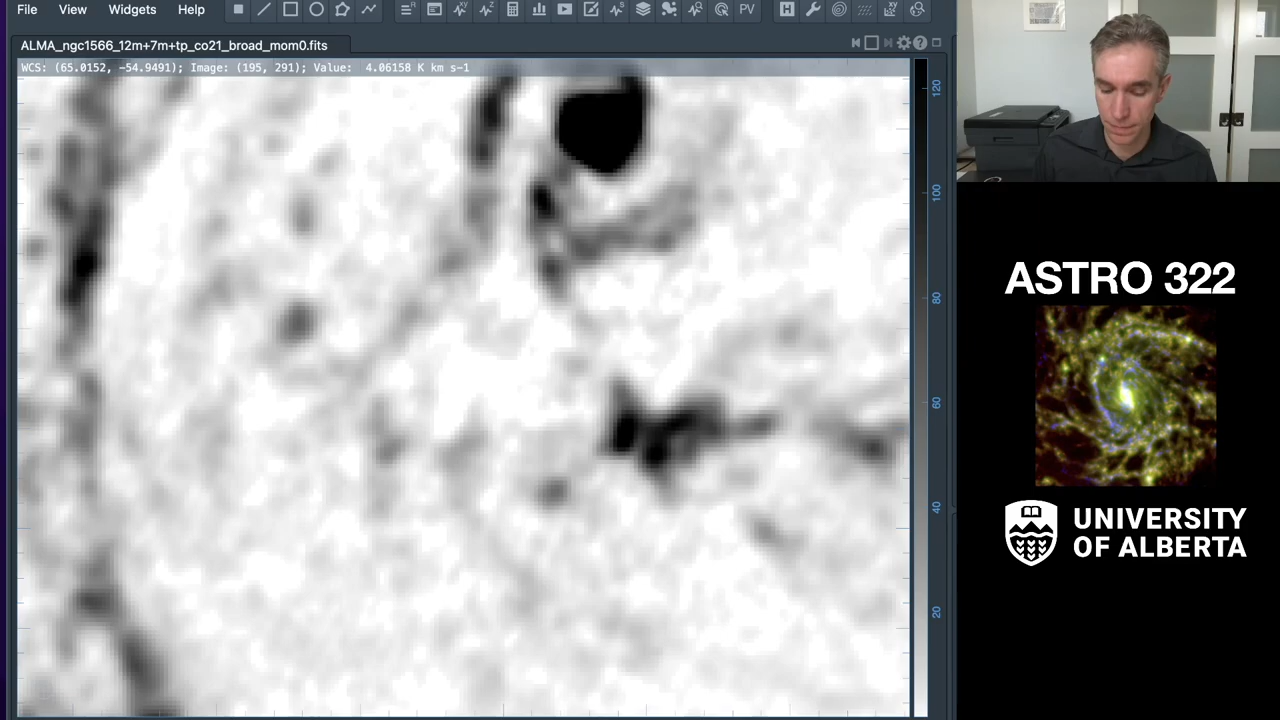 File View Widgets Help
PV
ALMA_ngc1566_12m+7m+tp_co21_broad_mom0.fits
WCS: (65.0152, -54.9491); Image: (195, 291); Value: 4.06158 K km s-1
120
100
80
60
40
20
ASTRO 322
UNIVERSITY
OF ALBERTA